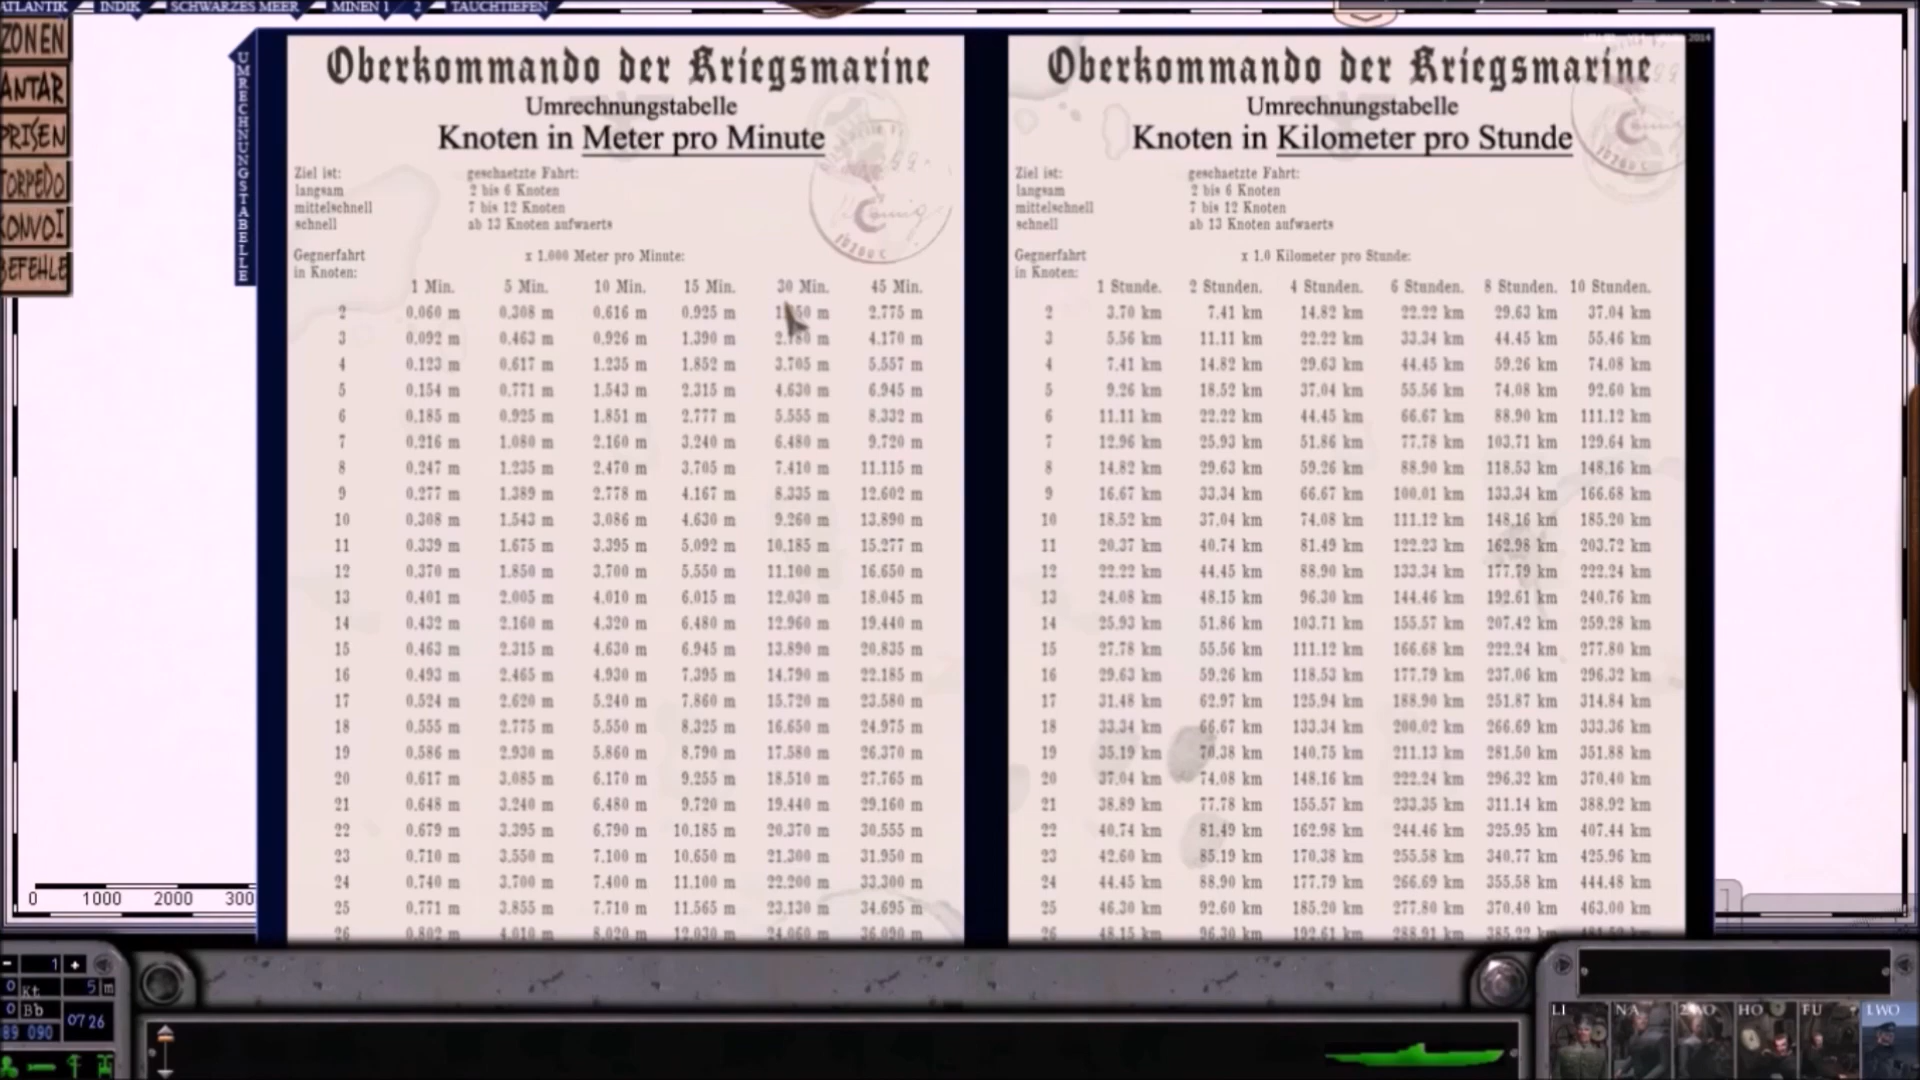 ATLANTIK INDIK SCHWARZES MEER MINEN 1 2 TAUCHTIEFEN
ZONEN
ANTAR
PRISEN
TORPEDO
KONVOI
BEFEHLE
UMRECHNUNGSTABELLE
Oberkommando der Kriegsmarine
Umrechnungstabelle
Knoten in Meter pro Minute
Ziel ist: geschaetzte Fahrt:
langsam 2 bis 6 Knoten
mittelschnell 7 bis 12 Knoten
schnell ab 13 Knoten aufwaerts
Gegnerfahrt x 1.000 Meter pro Minute:
in Knoten:
1 Min. 5 Min. 10 Min. 15 Min. 30 Min. 45 Min.
2 0.060 m 0.308 m 0.616 m 0.925 m 2.775 m
3 0.092 m 0.463 m 0.926 m 1.390 m 2.780 m 4.170 m
4 0.123 m 0.617 m 1.235 m 1.852 m 3.705 m 5.557 m
5 0.154 m 0.771 m 1.543 m 2.315 m 4.630 m 6.945 m
6 0.185 m 0.925 m 1.851 m 2.777 m 5.555 m 8.332 m
7 0.216 m 1.080 m 2.160 m 3.240 m 6.480 m 9.720 m
8 0.247 m 1.235 m 2.470 m 3.705 m 7.410 m 11.115 m
9 0.277 m 1.389 m 2.778 m 4.167 m 8.335 m 12.602 m
10 0.308 m 1.543 m 3.086 m 4.630 m 9.260 m 13.890 m
11 0.339 m 1.675 m 3.395 m 5.092 m 10.185 m 15.277 m
12 0.370 m 1.850 m 3.700 m 5.550 m 11.100 m 16.650 m
13 0.401 m 2.005 m 4.010 m 6.015 m 12.030 m 18.045 m
14 0.432 m 2.160 m 4.320 m 6.480 m 12.960 m 19.440 m
15 0.463 m 2.315 m 4.630 m 6.945 m 13.890 m 20.835 m
16 0.493 m 2.465 m 4.930 m 7.395 m 14.790 m 22.185 m
17 0.524 m 2.620 m 5.240 m 7.860 m 15.720 m 23.580 m
18 0.555 m 2.775 m 5.550 m 8.325 m 16.650 m 24.975 m
19 0.586 m 2.930 m 5.860 m 8.790 m 17.580 m 26.370 m
20 0.617 m 3.085 m 6.170 m 9.255 m 18.510 m 27.765 m
21 0.648 m 3.240 m 6.480 m 9.720 m 19.440 m 29.160 m
22 0.679 m 3.395 m 6.790 m 10.185 m 20.370 m 30.555 m
23 0.710 m 3.550 m 7.100 m 10.650 m 21.300 m 31.950 m
24 0.740 m 3.700 m 7.400 m 11.100 m 22.200 m 33.300 m
25 0.771 m 3.855 m 7.710 m 11.565 m 23.130 m 34.695 m
26 0.802 m 4.010 m 8.020 m 12.030 m 24.060 m 36.090 m
Oberkommando der Kriegsmarine
Umrechnungstabelle
Knoten in Kilometer pro Stunde
Ziel ist: geschaetzte Fahrt:
langsam 2 bis 6 Knoten
mittelschnell 7 bis 12 Knoten
schnell ab 13 Knoten aufwaerts
Gegnerfahrt x 1.0 Kilometer pro Stunde:
in Knoten:
1 Stunde. 2 Stunden. 4 Stunden. 6 Stunden. 8 Stunden. 10 Stunden.
2 3.70 km 7.41 km 14.82 km 22.22 km 29.63 km 37.04 km
3 5.56 km 11.11 km 22.22 km 33.34 km 44.45 km 55.46 km
4 7.41 km 14.82 km 29.63 km 44.45 km 59.26 km 74.08 km
5 9.26 km 18.52 km 37.04 km 55.56 km 74.08 km 92.60 km
6 11.11 km 22.22 km 44.45 km 66.67 km 88.90 km 111.12 km
7 12.96 km 25.93 km 51.86 km 77.78 km 103.71 km 129.64 km
8 14.82 km 29.63 km 59.26 km 88.90 km 118.53 km 148.16 km
9 16.67 km 33.34 km 66.67 km 100.01 km 133.34 km 166.68 km
10 18.52 km 37.04 km 74.08 km 111.12 km 148.16 km 185.20 km
11 20.37 km 40.74 km 81.49 km 122.23 km 162.98 km 203.72 km
12 22.22 km 44.45 km 88.90 km 133.34 km 177.79 km 222.24 km
13 24.08 km 48.15 km 96.30 km 144.46 km 192.61 km 240.76 km
14 25.93 km 51.86 km 103.71 km 155.57 km 207.42 km 259.28 km
15 27.78 km 55.56 km 111.12 km 166.68 km 222.24 km 277.80 km
16 29.63 km 59.26 km 118.53 km 177.79 km 237.06 km 296.32 km
17 31.48 km 62.97 km 125.94 km 188.90 km 251.87 km 314.84 km
18 33.34 km 66.67 km 133.34 km 200.02 km 266.69 km 333.36 km
19 35.19 km 70.38 km 140.75 km 211.13 km 281.50 km 351.88 km
20 37.04 km 74.08 km 148.16 km 222.24 km 296.32 km 370.40 km
21 38.89 km 77.78 km 155.57 km 233.35 km 311.14 km 388.92 km
22 40.74 km 81.49 km 162.98 km 244.46 km 325.95 km 407.44 km
23 42.60 km 85.19 km 170.38 km 255.58 km 340.77 km 425.96 km
24 44.45 km 88.90 km 177.79 km 266.69 km 355.58 km 444.48 km
25 46.30 km 92.60 km 185.20 km 277.80 km 370.40 km 463.00 km
26 48.15 km 96.30 km 192.61 km 288.91 km 385.22 km
2014
0 1000 2000 300
- 1 +
0 Kt 5 m
0 Bb 0726
89 090
LI NA 2WO HO FU LWO